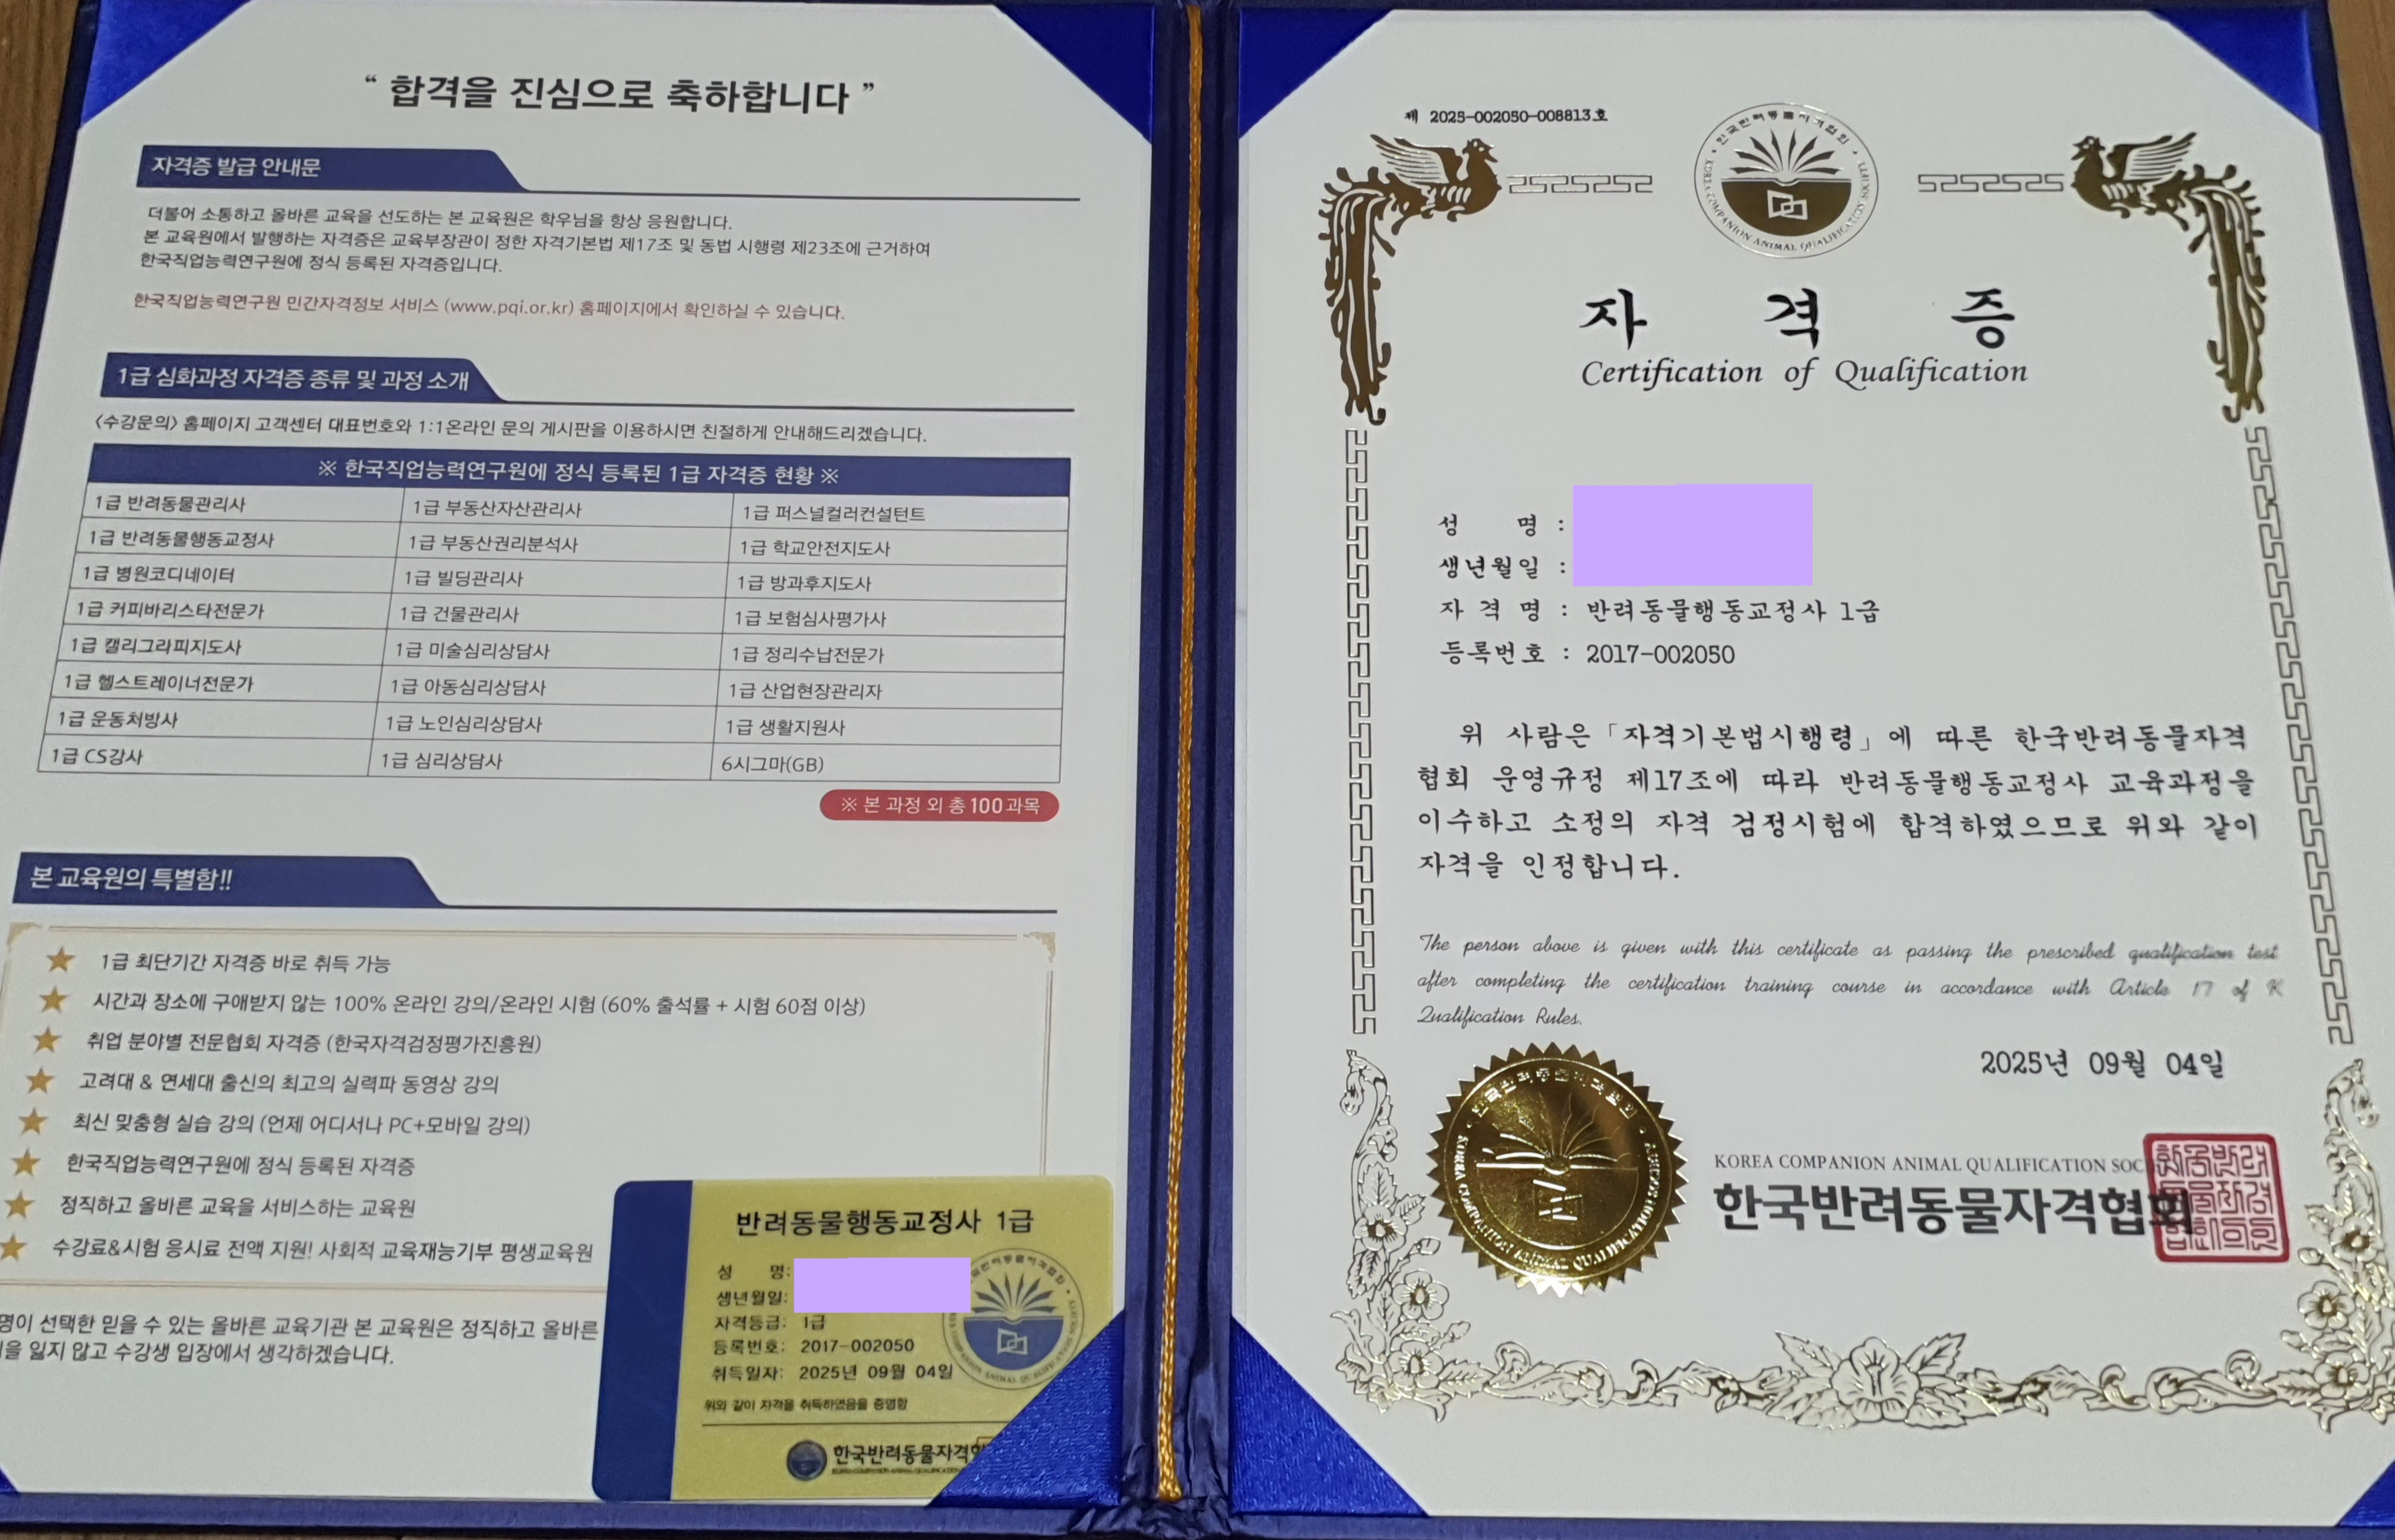 “ 합격을 진심으로 축하합니다 ”
자격증 발급 안내문
더불어 소통하고 올바른 교육을 선도하는 본 교육원은 학우님을 항상 응원합니다.
본 교육원에서 발행하는 자격증은 교육부장관이 정한 자격기본법 제17조 및 동법 시행령 제23조에 근거하여
한국직업능력연구원에 정식 등록된 자격증입니다.
한국직업능력연구원 민간자격정보 서비스 (www.pqi.or.kr) 홈페이지에서 확인하실 수 있습니다.
1급 심화과정 자격증 종류 및 과정 소개
<수강문의> 홈페이지 고객센터 대표번호와 1:1온라인 문의 게시판을 이용하시면 친절하게 안내해드리겠습니다.
※ 한국직업능력연구원에 정식 등록된 1급 자격증 현황 ※
1급 반려동물관리사 1급 부동산자산관리사 1급 퍼스널컬러컨설턴트
1급 반려동물행동교정사 1급 부동산권리분석사 1급 학교안전지도사
1급 병원코디네이터 1급 빌딩관리사 1급 방과후지도사
1급 커피바리스타전문가 1급 건물관리사 1급 보험심사평가사
1급 캘리그라피지도사 1급 미술심리상담사 1급 정리수납전문가
1급 헬스트레이너전문가 1급 아동심리상담사 1급 산업현장관리자
1급 운동처방사 1급 노인심리상담사 1급 생활지원사
1급 CS강사 1급 심리상담사 6시그마(GB)
※ 본 과정 외 총 100과목
본 교육원의 특별함!!
1급 최단기간 자격증 바로 취득 가능
시간과 장소에 구애받지 않는 100% 온라인 강의/온라인 시험 (60% 출석률 + 시험 60점 이상)
취업 분야별 전문협회 자격증 (한국자격검정평가진흥원)
고려대 & 연세대 출신의 최고의 실력파 동영상 강의
최신 맞춤형 실습 강의 (언제 어디서나 PC+모바일 강의)
한국직업능력연구원에 정식 등록된 자격증
정직하고 올바른 교육을 서비스하는 교육원
수강료&시험 응시료 전액 지원! 사회적 교육재능기부 평생교육원
명이 선택한 믿을 수 있는 올바른 교육기관 본 교육원은 정직하고 올바른
을 잃지 않고 수강생 입장에서 생각하겠습니다.
반려동물행동교정사 1급
성 명:
생년월일:
자격등급: 1급
등록번호: 2017-002050
취득일자: 2025년 09월 04일
위와 같이 자격을 취득하였음을 증명함
한국반려동물자격
제 2025-002050-008813호
한국반려동물자격협회
KOREA COMPANION ANIMAL QUALIFICATION SOCIETY
자 격 증
Certification of Qualification
성 명 :
생년월일 :
자 격 명 : 반려동물행동교정사 1급
등록번호 : 2017-002050
위 사람은 「자격기본법시행령」에 따른 한국반려동물자격
협회 운영규정 제17조에 따라 반려동물행동교정사 교육과정을
이수하고 소정의 자격 검정시험에 합격하였으므로 위와 같이
자격을 인정합니다.
The person above is given with this certificate as passing the prescribed qualification test
after completing the certification training course in accordance with Article 17 of K
Qualification Rules.
2025년 09월 04일
KOREA COMPANION ANIMAL QUALIFICATION SOC
한국반려동물자격협회